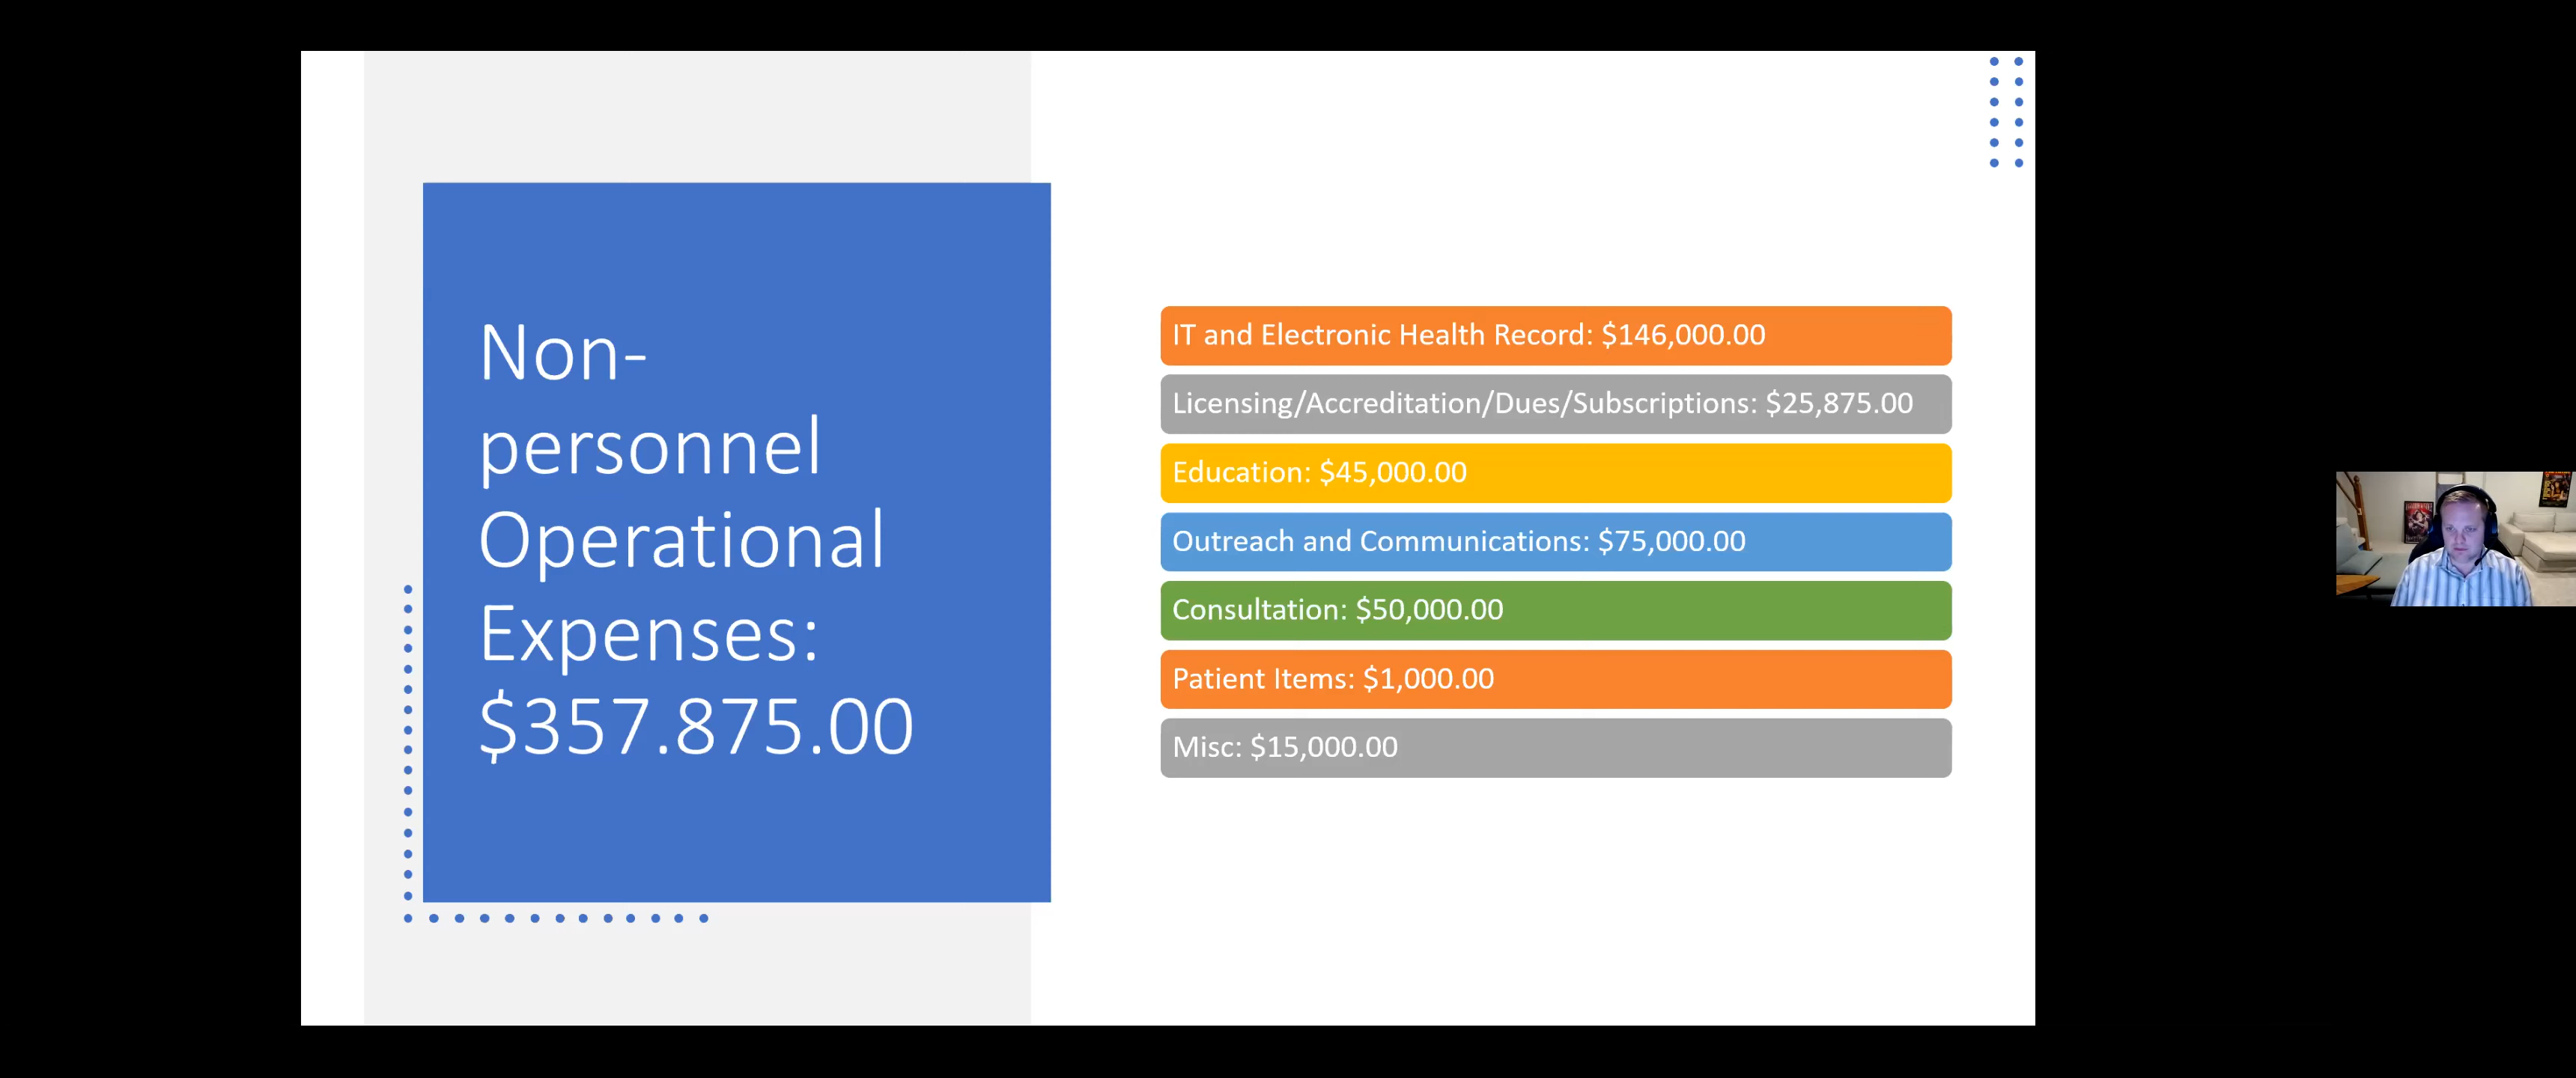 Non-
personnel
Operational
Expenses:
$357.875.00
IT and Electronic Health Record: $146,000.00
Licensing/Accreditation/Dues/Subscriptions: $25,875.00
Education: $45,000.00
Outreach and Communications: $75,000.00
Consultation: $50,000.00
Patient Items: $1,000.00
Misc: $15,000.00